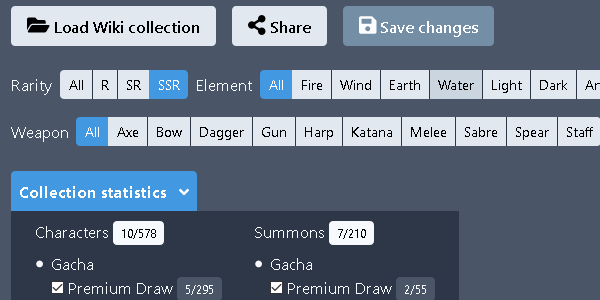 Load Wiki collection Share Save changes
Rarity All R SR SSR Element All Fire Wind Earth Water Light Dark
Weapon All Axe Bow Dagger Gun Harp Katana Melee Sabre Spear Staff
Collection statistics
Characters 10/578 Summons 7/210
Gacha Gacha
Premium Draw 5/295 Premium Draw 2/55